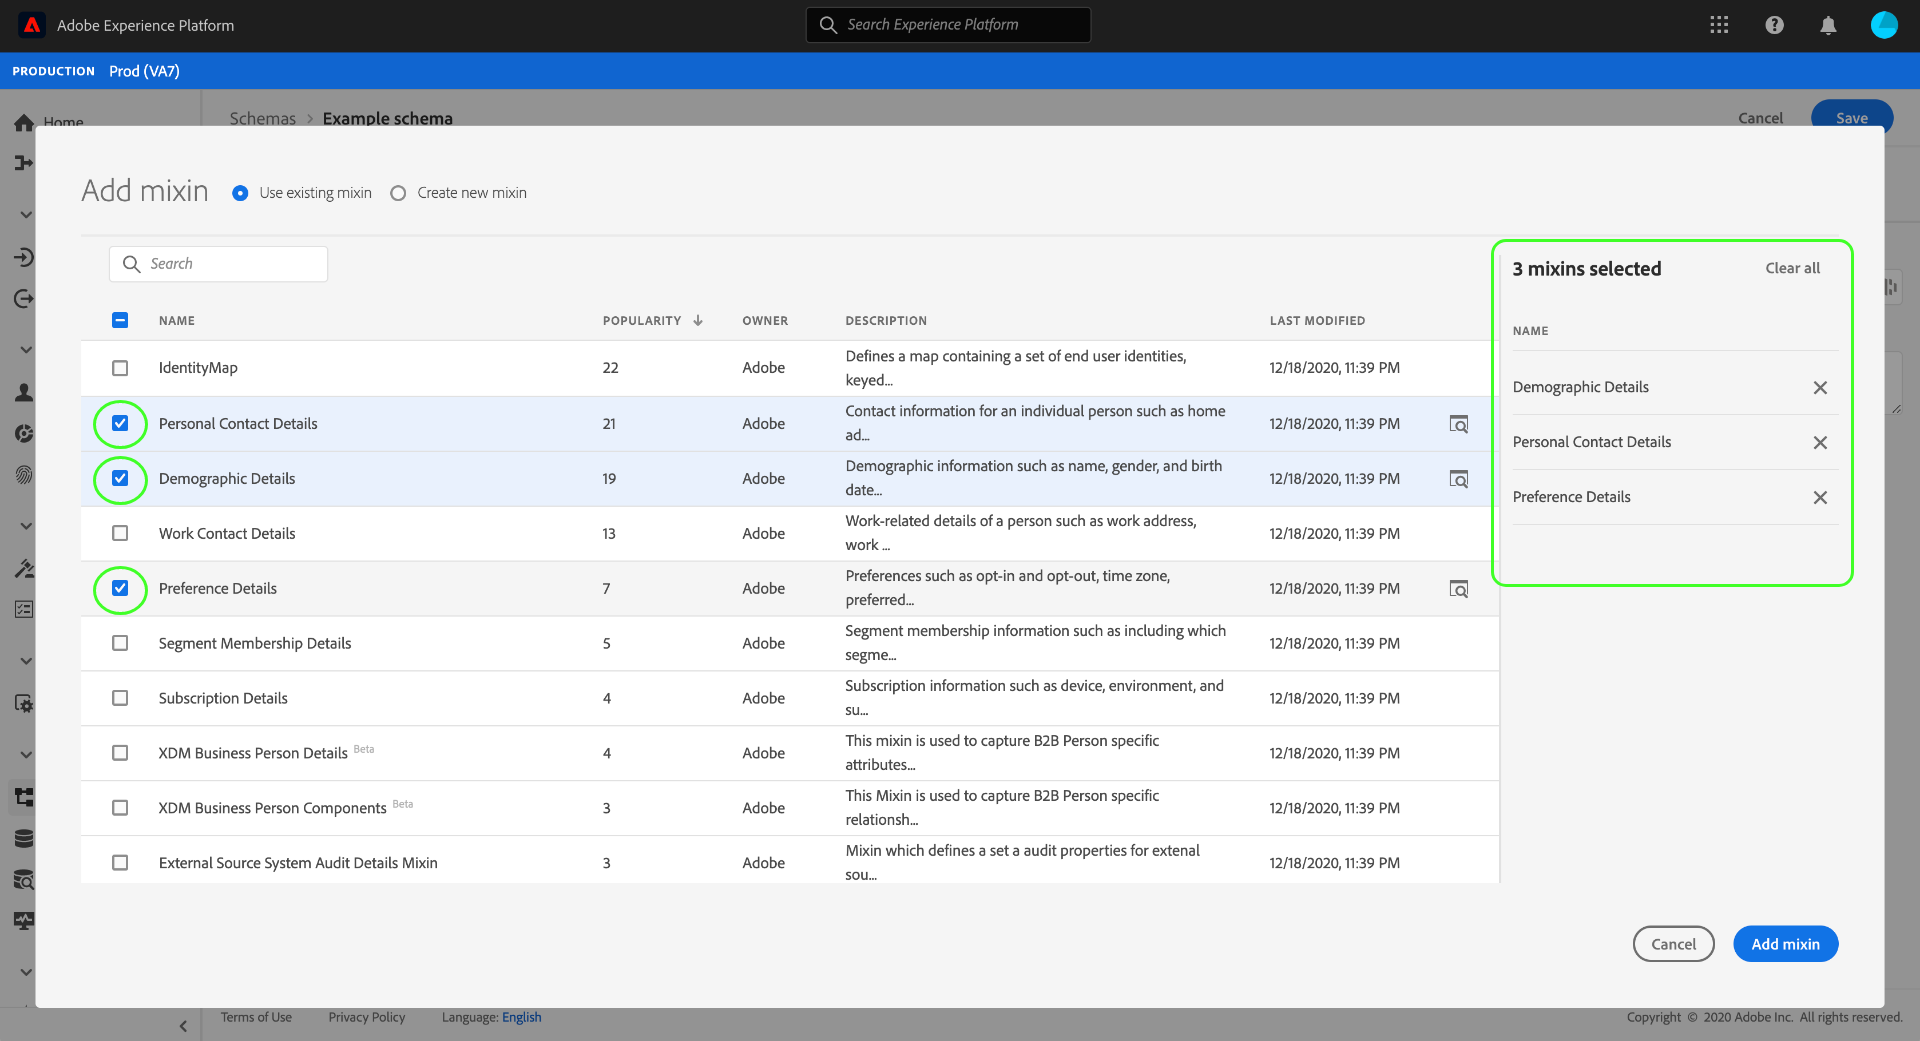 Adobe Experience Platform
Search Experience Platform
PRODUCTION Prod (VA7)
Home
Schemas > Example schema
Cancel Save
Add mixin Use existing mixin Create new mixin
Search
NAME POPULARITY ↓ OWNER DESCRIPTION LAST MODIFIED
IdentityMap 22 Adobe Defines a map containing a set of end user identities, 12/18/2020, 11:39 PM
keyed...
Personal Contact Details 21 Adobe Contact information for an individual person such as home 12/18/2020, 11:39 PM
ad...
Demographic Details 19 Adobe Demographic information such as name, gender, and birth 12/18/2020, 11:39 PM
date...
Work Contact Details 13 Adobe Work-related details of a person such as work address, 12/18/2020, 11:39 PM
work ...
Preference Details 7 Adobe Preferences such as opt-in and opt-out, time zone, 12/18/2020, 11:39 PM
preferred...
Segment Membership Details 5 Adobe Segment membership information such as including which 12/18/2020, 11:39 PM
segme...
Subscription Details 4 Adobe Subscription information such as device, environment, and 12/18/2020, 11:39 PM
su...
XDM Business Person Details Beta 4 Adobe This mixin is used to capture B2B Person specific 12/18/2020, 11:39 PM
attributes...
XDM Business Person Components Beta 3 Adobe This Mixin is used to capture B2B Person specific 12/18/2020, 11:39 PM
relationsh...
External Source System Audit Details Mixin 3 Adobe Mixin which defines a set a audit properties for extenal 12/18/2020, 11:39 PM
sou...
3 mixins selected Clear all
NAME
Demographic Details
Personal Contact Details
Preference Details
Cancel Add mixin
Terms of Use Privacy Policy Language: English Copyright © 2020 Adobe Inc. All rights reserved.